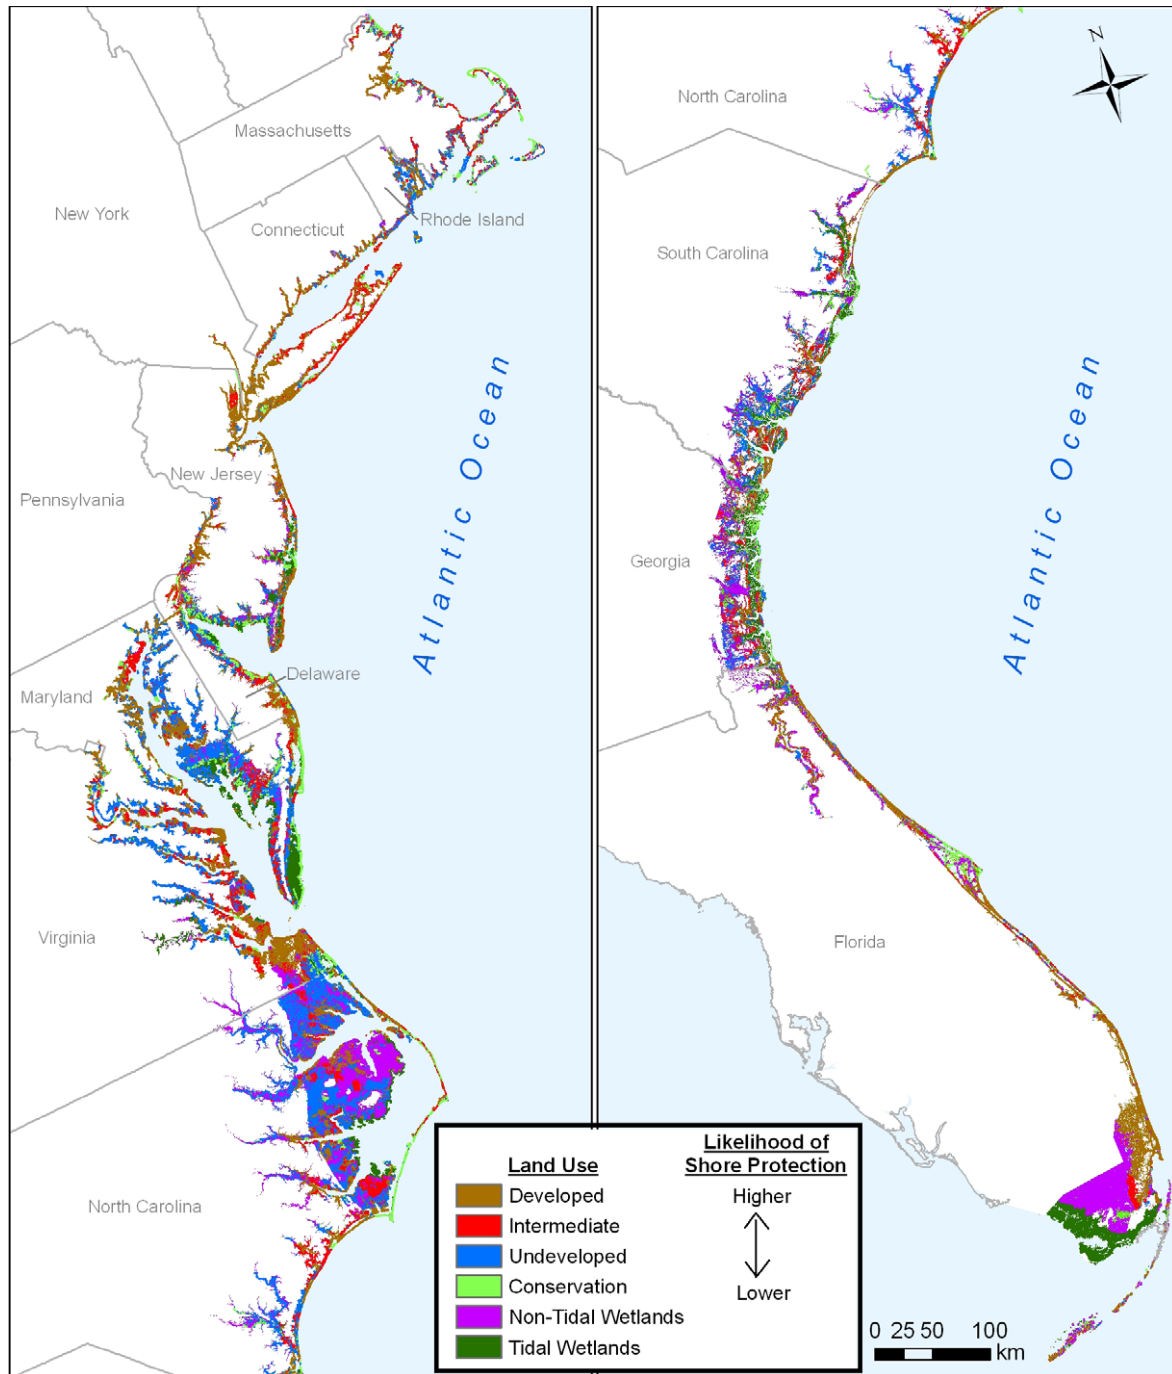 Massachusetts
New York
Connecticut
Rhode Island
New Jersey
Pennsylvania
Delaware
Maryland
Virginia
North Carolina
Atlantic Ocean
N
North Carolina
South Carolina
Georgia
Florida
Atlantic Ocean
Land Use
Likelihood of
Shore Protection
Developed
Higher
Intermediate
Undeveloped
Conservation
Lower
Non-Tidal Wetlands
Tidal Wetlands
0 25 50 100
km